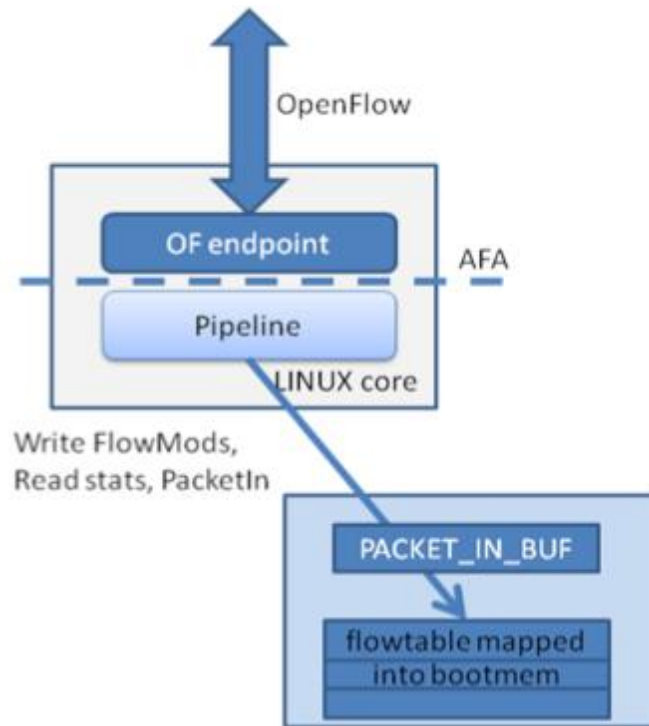 OpenFlow
OF endpoint
AFA
Pipeline
LINUX core
Write FlowMods,
Read stats, PacketIn
PACKET_IN_BUF
flowtable mapped
into bootmem